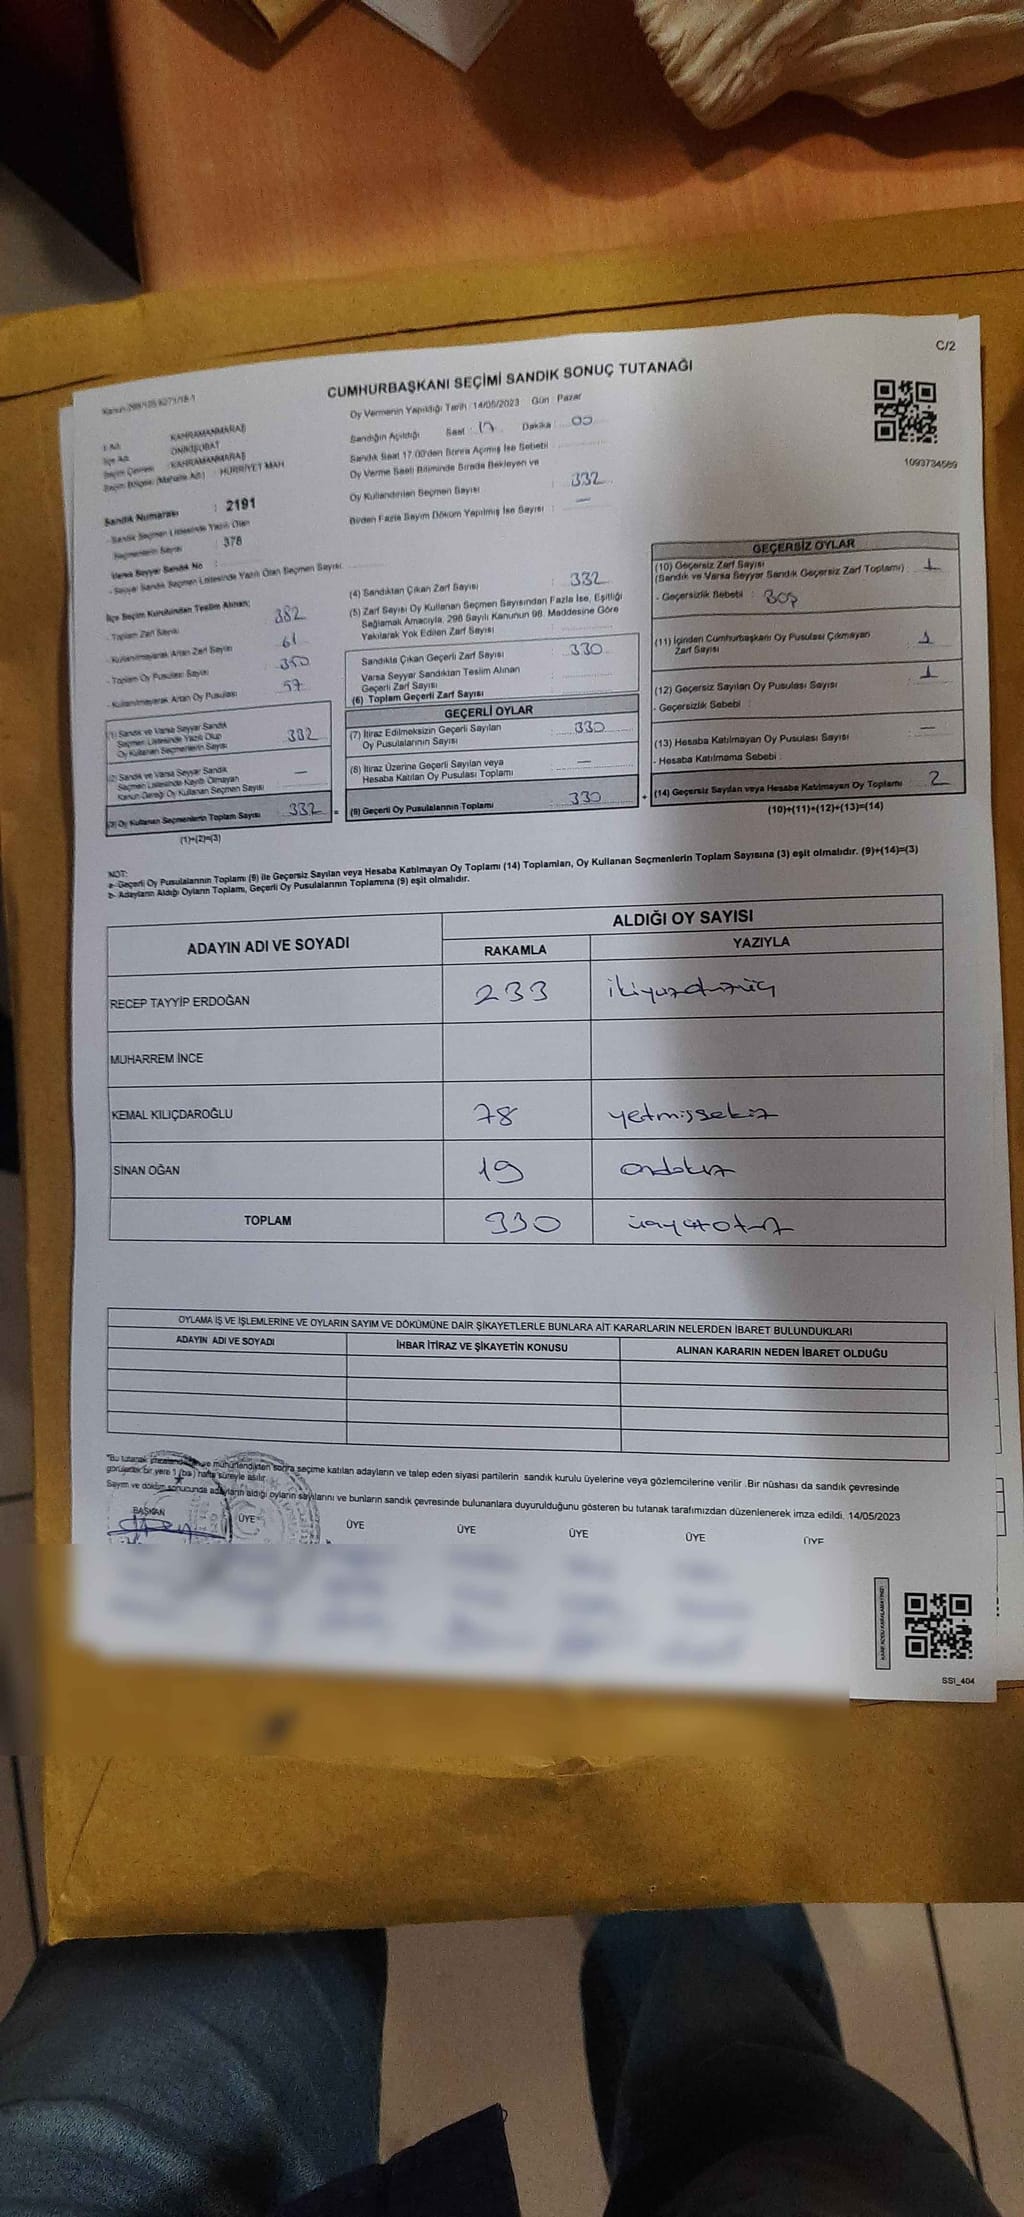 C/2
CUMHURBAŞKANI SEÇİMİ SANDIK SONUÇ TUTANAĞI
Oy Vermenin Yapıldığı Tarih : 14/05/2023 Gün : Pazar
Sandığın Açıldığı Saat : 17 Dakika : 00
Sandık Saat 17.00'den Sonra Açılmış İse Sebebi
Oy Verme Saati Bitiminde Sırada Bekleyen ve
Oy Kullandırılan Seçmen Sayısı : 332
Birden Fazla Sayım Döküm Yapılmış İse Sayısı : —
1093734589
İl Adı : KAHRAMANMARAŞ
İlçe Adı : ONİKİŞUBAT
Seçim Çevresi : KAHRAMANMARAŞ
Seçim Bölgesi (Mahalle Adı) : HÜRRİYET MAH
Sandık Numarası : 2191
- Sandık Seçmen Listesinde Yazılı Olan
Seçmenlerin Sayısı : 378
Varsa Seyyar Sandık No :
- Seyyar Sandık Seçmen Listesinde Yazılı Olan Seçmen Sayısı:
İlçe Seçim Kurulundan Teslim Alınan;
- Toplam Zarf Sayısı 382
- Kullanılmayarak Artan Zarf Sayısı 61
- Toplam Oy Pusulası Sayısı
- Kullanılmayarak Artan Oy Pusulası 57
(1) Sandık ve Varsa Seyyar Sandık
Seçmen Listesinde Yazılı Olup
Oy Kullanan Seçmenlerin Sayısı 332
(2) Sandık ve Varsa Seyyar Sandık
Seçmen Listesinde Kayıtlı Olmayan
Kanun Gereği Oy Kullanan Seçmen Sayısı —
(3) Oy Kullanan Seçmenlerin Toplam Sayısı 332 =
(1)+(2)=(3)
(4) Sandıktan Çıkan Zarf Sayısı : 332
(5) Zarf Sayısı Oy Kullanan Seçmen Sayısından Fazla İse, Eşitliği
Sağlamak Amacıyla, 298 Sayılı Kanunun 98. Maddesine Göre
Yakılarak Yok Edilen Zarf Sayısı :
Sandıkta Çıkan Geçerli Zarf Sayısı : 330
Varsa Seyyar Sandıktan Teslim Alınan
Geçerli Zarf Sayısı
(6) Toplam Geçerli Zarf Sayısı
GEÇERLİ OYLAR
(7) İtiraz Edilmeksizin Geçerli Sayılan
Oy Pusulalarının Sayısı : 330
(8) İtiraz Üzerine Geçerli Sayılan veya
Hesaba Katılan Oy Pusulası Toplamı : —
(9) Geçerli Oy Pusulalarının Toplamı : 330 +
GEÇERSİZ OYLAR
(10) Geçersiz Zarf Sayısı
(Sandık ve Varsa Seyyar Sandık Geçersiz Zarf Toplamı) : 1
- Geçersizlik Sebebi : BOŞ
(11) İçinden Cumhurbaşkanı Oy Pusulası Çıkmayan
Zarf Sayısı : 1
(12) Geçersiz Sayılan Oy Pusulası Sayısı : 1
- Geçersizlik Sebebi :
(13) Hesaba Katılmayan Oy Pusulası Sayısı : —
- Hesaba Katılmama Sebebi :
(14) Geçersiz Sayılan veya Hesaba Katılmayan Oy Toplamı : 2
(10)+(11)+(12)+(13)=(14)
NOT:
a- Geçerli Oy Pusulalarının Toplamı (9) ile Geçersiz Sayılan veya Hesaba Katılmayan Oy Toplamı (14) Toplamları, Oy Kullanan Seçmenlerin Toplam Sayısına (3) eşit olmalıdır. (9)+(14)=(3)
b- Adayların Aldığı Oyların Toplamı, Geçerli Oy Pusulalarının Toplamına (9) eşit olmalıdır.
ADAYIN ADI VE SOYADI
ALDIĞI OY SAYISI
RAKAMLA YAZIYLA
RECEP TAYYİP ERDOĞAN 233 ikiyüzotuzüç
MUHARREM İNCE
KEMAL KILIÇDAROĞLU 78 yetmişsekiz
SİNAN OĞAN 19 ondokuz
TOPLAM 330 üçyüzotuz
OYLAMA İŞ VE İŞLEMLERİNE VE OYLARIN SAYIM VE DÖKÜMÜNE DAİR ŞİKAYETLERLE BUNLARA AİT KARARLARIN NELERDEN İBARET BULUNDUKLARI
ADAYIN ADI VE SOYADI İHBAR İTİRAZ VE ŞİKAYETİN KONUSU ALINAN KARARIN NEDEN İBARET OLDUĞU
*Bu tutanak imzalandıktan ve mühürlendikten sonra seçime katılan adayların ve talep eden siyasi partilerin sandık kurulu üyelerine veya gözlemcilerine verilir .Bir nüshası da sandık çevresinde
görülecek bir yere 1 (bir) hafta süreyle asılır.
Sayım ve döküm sonucunda adayların aldığı oyların sayılarını ve bunların sandık çevresinde bulunanlara duyurulduğunu gösteren bu tutanak tarafımızdan düzenlenerek imza edildi. 14/05/2023
BAŞKAN ÜYE ÜYE ÜYE ÜYE ÜYE ÜYE
SSI_404